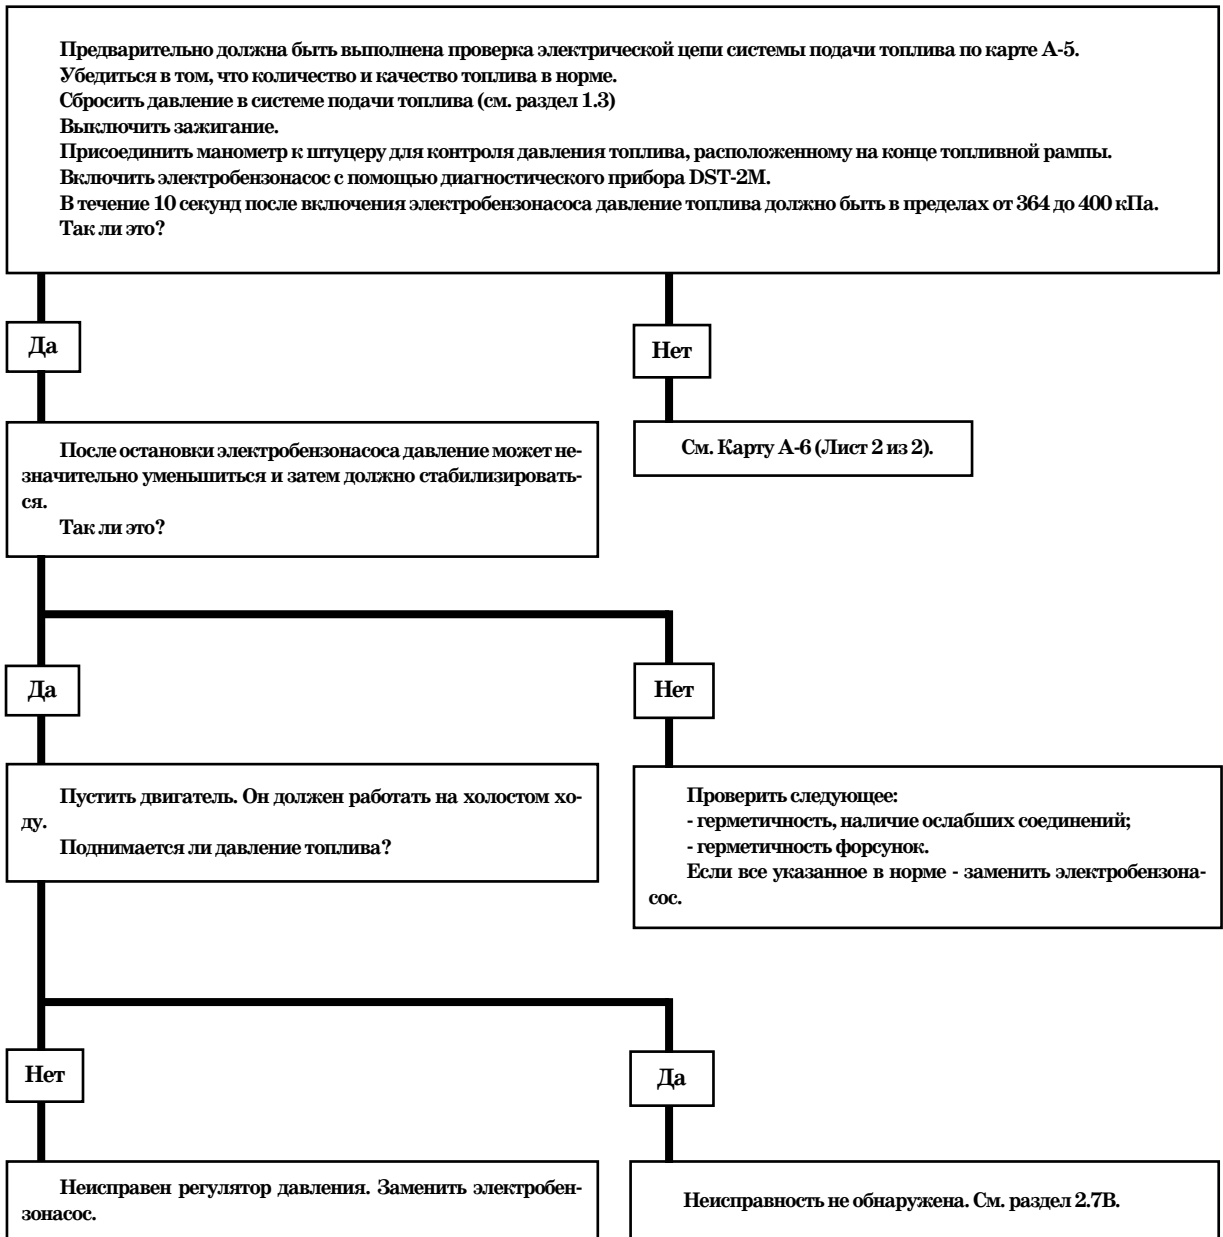 Предварительно должна быть выполнена проверка электрической цепи системы подачи топлива по карте А-5.
Убедиться в том, что количество и качество топлива в норме.
Сбросить давление в системе подачи топлива (см. раздел 1.3)
Выключить зажигание.
Присоединить манометр к штуцеру для контроля давления топлива, расположенному на конце топливной рампы.
Включить электробензонасос с помощью диагностического прибора DST-2M.
В течение 10 секунд после включения электробензонасоса давление топлива должно быть в пределах от 364 до 400 кПа.
Так ли это?
Да
Нет
После остановки электробензонасоса давление может не-
значительно уменьшиться и затем должно стабилизировать-
ся.
Так ли это?
См. Карту А-6 (Лист 2 из 2).
Да
Нет
Пустить двигатель. Он должен работать на холостом хо-
ду.
Поднимается ли давление топлива?
Проверить следующее:
- герметичность, наличие ослабших соединений;
- герметичность форсунок.
Если все указанное в норме - заменить электробензона-
сос.
Нет
Да
Неисправен регулятор давления. Заменить электробен-
зонасос.
Неисправность не обнаружена. См. раздел 2.7В.